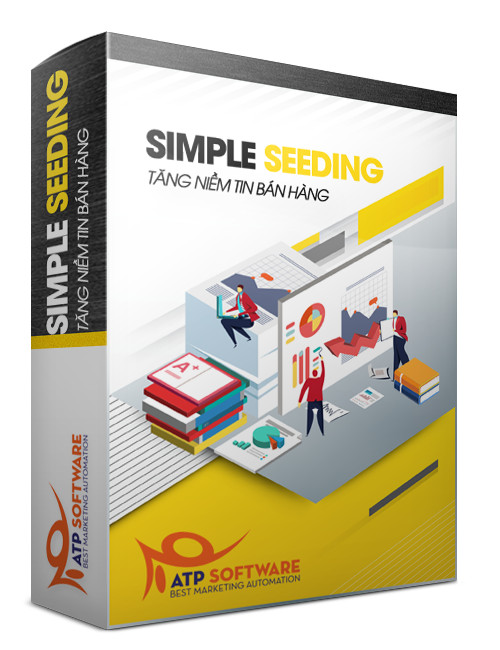 SIMPLE SEEDING
TĂNG NIỀM TIN BÁN HÀNG
SIMPLE SEEDING
TĂNG NIỀM TIN BÁN HÀNG
A+
ATP SOFTWARE
BEST MARKETING AUTOMATION
ATP SOFTWARE
BEST MARKETING AUTOMATION